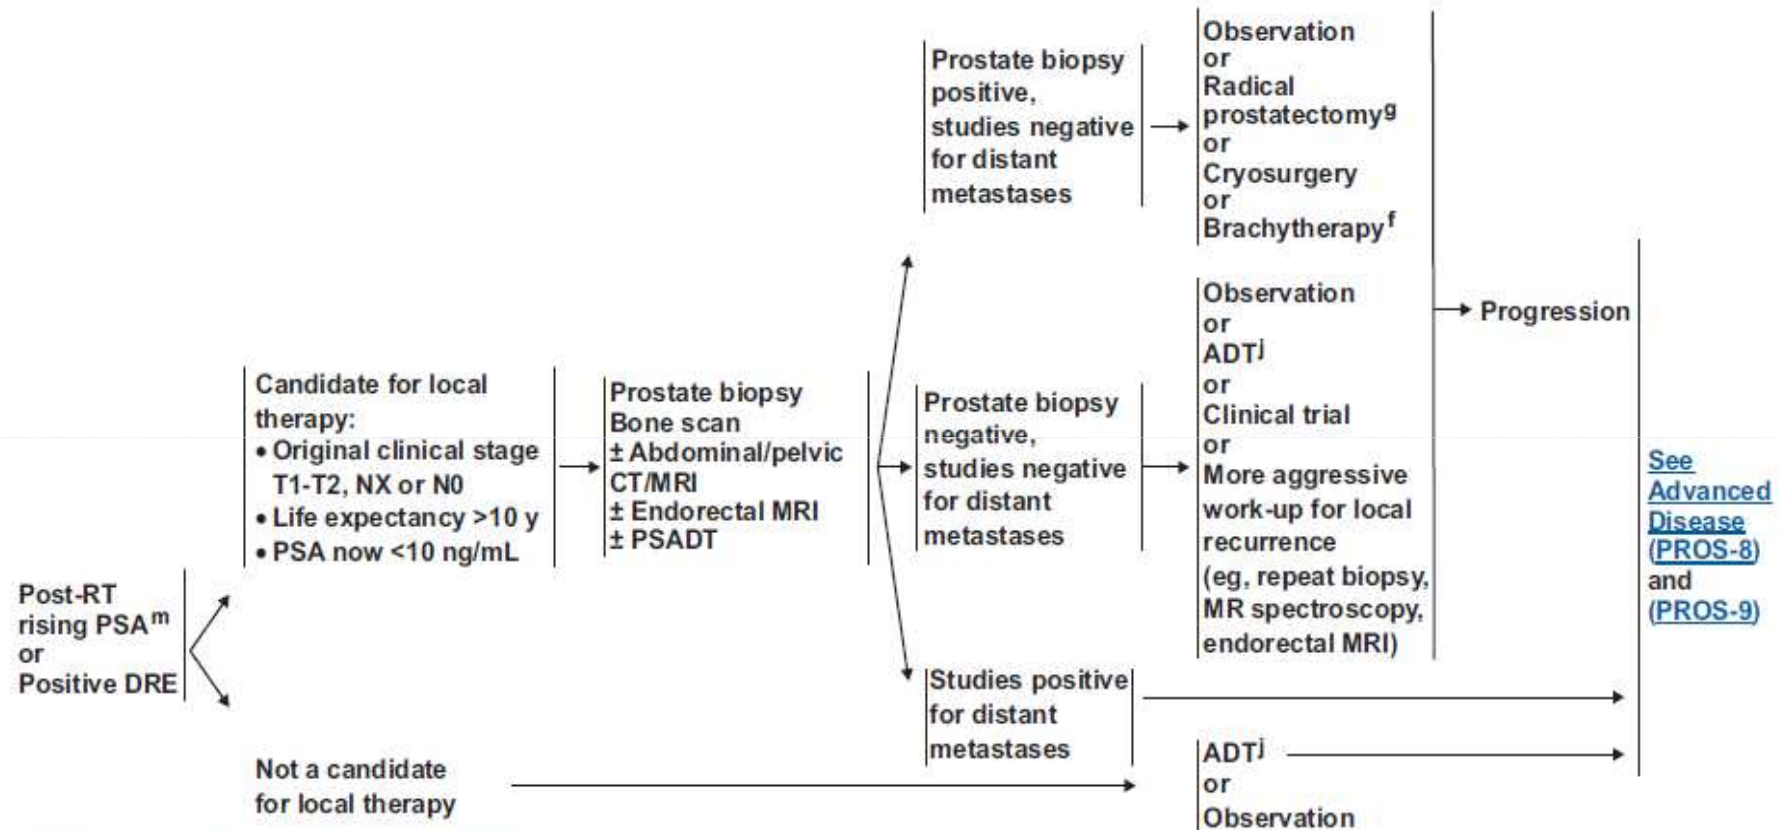 Post-RT
rising PSAᵐ
or
Positive DRE
Candidate for local
therapy:
• Original clinical stage
T1-T2, NX or N0
• Life expectancy >10 y
• PSA now <10 ng/mL
Not a candidate
for local therapy
Prostate biopsy
Bone scan
± Abdominal/pelvic
CT/MRI
± Endorectal MRI
± PSADT
Prostate biopsy
positive,
studies negative
for distant
metastases
Observation
or
Radical
prostatectomyᵍ
or
Cryosurgery
or
Brachytherapyᶠ
Prostate biopsy
negative,
studies negative
for distant
metastases
Observation
or
ADTʲ
or
Clinical trial
or
More aggressive
work-up for local
recurrence
(eg, repeat biopsy,
MR spectroscopy,
endorectal MRI)
Progression
Studies positive
for distant
metastases
ADTʲ
or
Observation
See
Advanced
Disease
(PROS-8)
and
(PROS-9)